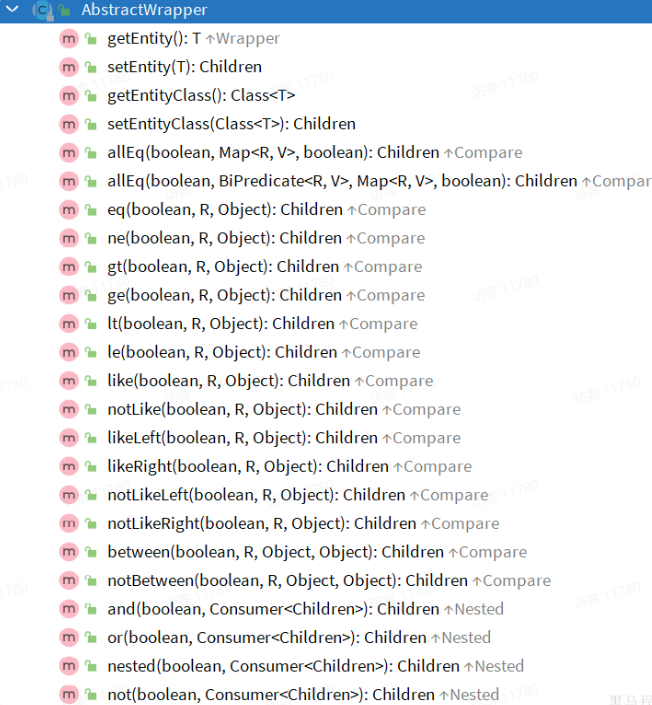 AbstractWrapper
getEntity(): T ↑Wrapper
setEntity(T): Children
getEntityClass(): Class<T>
setEntityClass(Class<T>): Children
allEq(boolean, Map<R, V>, boolean): Children ↑Compare
allEq(boolean, BiPredicate<R, V>, Map<R, V>, boolean): Children ↑Compar
eq(boolean, R, Object): Children ↑Compare
ne(boolean, R, Object): Children ↑Compare
gt(boolean, R, Object): Children ↑Compare
ge(boolean, R, Object): Children ↑Compare
lt(boolean, R, Object): Children ↑Compare
le(boolean, R, Object): Children ↑Compare
like(boolean, R, Object): Children ↑Compare
notLike(boolean, R, Object): Children ↑Compare
likeLeft(boolean, R, Object): Children ↑Compare
likeRight(boolean, R, Object): Children ↑Compare
notLikeLeft(boolean, R, Object): Children ↑Compare
notLikeRight(boolean, R, Object): Children ↑Compare
between(boolean, R, Object, Object): Children ↑Compare
notBetween(boolean, R, Object, Object): Children ↑Compare
and(boolean, Consumer<Children>): Children ↑Nested
or(boolean, Consumer<Children>): Children ↑Nested
nested(boolean, Consumer<Children>): Children ↑Nested
not(boolean, Consumer<Children>): Children ↑Nested
访客 11780